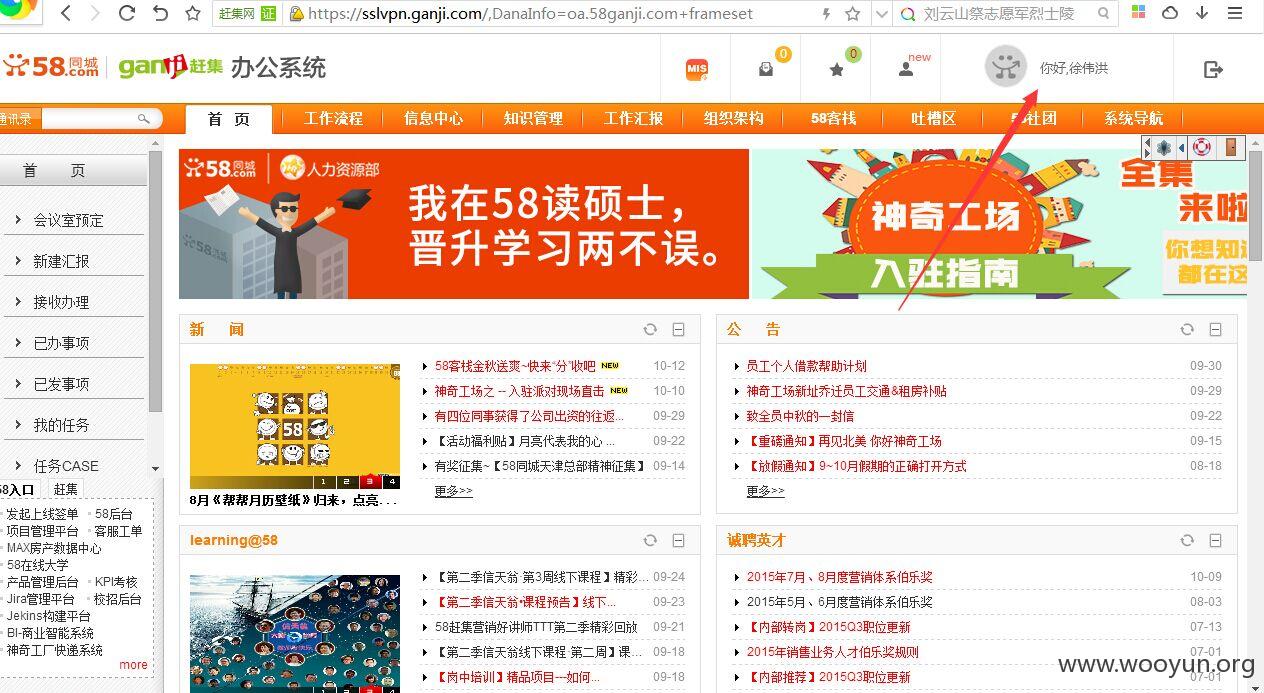 赶集网 证 https://sslvpn.ganji.com/,DanaInfo=oa.58ganji.com+frameset 刘云山祭志愿军烈士陵
58同城 .com ganji赶集 办公系统 MIS 0 0 new 你好,徐伟洪
通讯录 首 页 工作流程 信息中心 知识管理 工作汇报 组织架构 58客栈 吐槽区 58社团 系统导航
首 页
会议室预定
新建汇报
接收办理
已办事项
已发事项
我的任务
任务CASE
58入口 赶集
发起上线签单 58后台
项目管理平台 客服工单
MAX房产数据中心
58在线大学
产品管理后台 KPI考核
Jira管理平台 校招后台
Jekins构建平台
BI-商业智能系统
神奇工厂快递系统
more
58同城 .com 人力资源部
我在58读硕士，
晋升学习两不误。
神奇工场
入驻指南
全集
来啦
你想知道
都在这
新 闻
58
1 2 3 4
8月《帮帮月历壁纸》归来，点亮...
58客栈金秋送爽~快来“分”收吧 NEW 10-12
神奇工场之－－入驻派对现场直击 NEW 10-10
有四位同事获得了公司出资的往返... 09-29
【活动福利贴】月亮代表我的心 ... 09-22
有奖征集~【58同城天津总部精神征集】 09-14
更多>>
公 告
员工个人借款帮助计划 09-30
神奇工场新址乔迁员工交通&租房补贴 09-29
致全员中秋的一封信 09-22
【重磅通知】再见北美 你好神奇工场 09-15
【放假通知】9~10月假期的正确打开方式 08-18
更多>>
learning@58
1 2 3 4
【第二季信天翁·第3周线下课程】精彩... 09-24
【第二季信天翁•课程预告】线下... 09-23
58赶集营销好讲师TTT第二季精彩回放 09-21
【第二季信天翁线下课程·第二周】课... 09-18
【岗中培训】精品项目---如何... 09-18
诚聘英才
2015年7月、8月度营销体系伯乐奖 10-09
2015年5月、6月度营销体系伯乐奖 08-03
【内部转岗】2015Q3职位更新 07-13
2015年销售业务人才伯乐奖规则 07-01
【内部推荐】2015Q3职位更新 07-01
www.wooyun.org